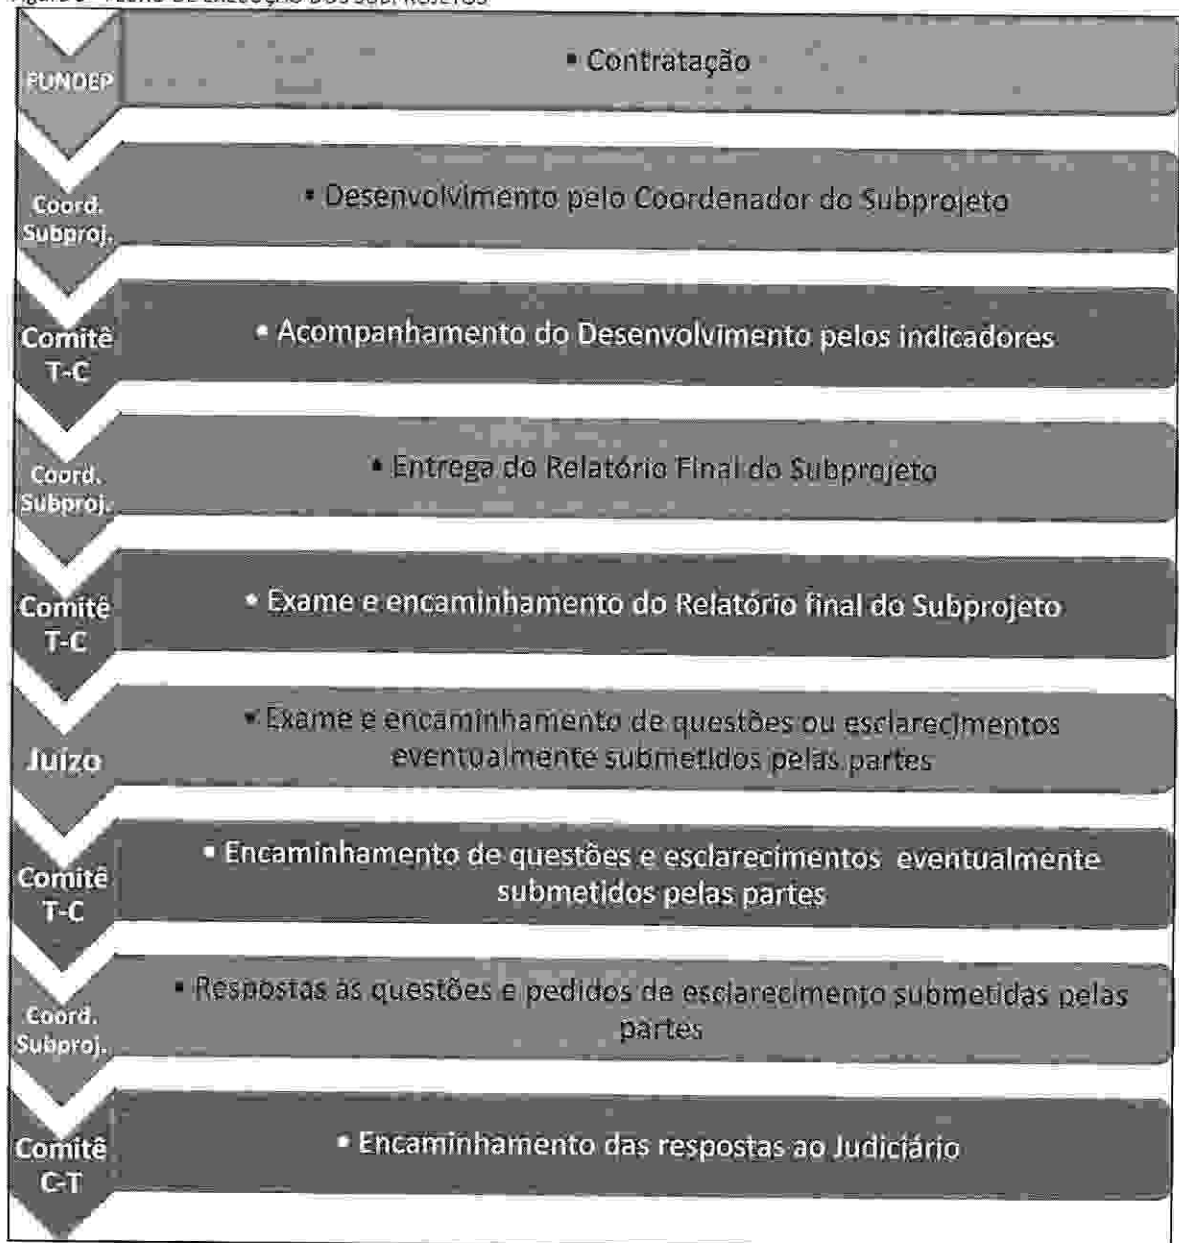 EXECUÇÃO DOS SUBPROJETOS
FUNDEP
▪ Contratação
Coord.
Subproj.
▪ Desenvolvimento pelo Coordenador do Subprojeto
Comitê
T-C
▪ Acompanhamento do Desenvolvimento pelos indicadores
Coord.
Subproj.
▪ Entrega do Relatório Final do Subprojeto
Comitê
T-C
▪ Exame e encaminhamento do Relatório final do Subprojeto
Juízo
▪ Exame e encaminhamento de questões ou esclarecimentos
eventualmente submetidos pelas partes
Comitê
T-C
▪ Encaminhamento de questões e esclarecimentos eventualmente
submetidos pelas partes
Coord.
Subproj.
▪ Respostas às questões e pedidos de esclarecimento submetidas pelas
partes
Comitê
C-T
▪ Encaminhamento das respostas ao Judiciário